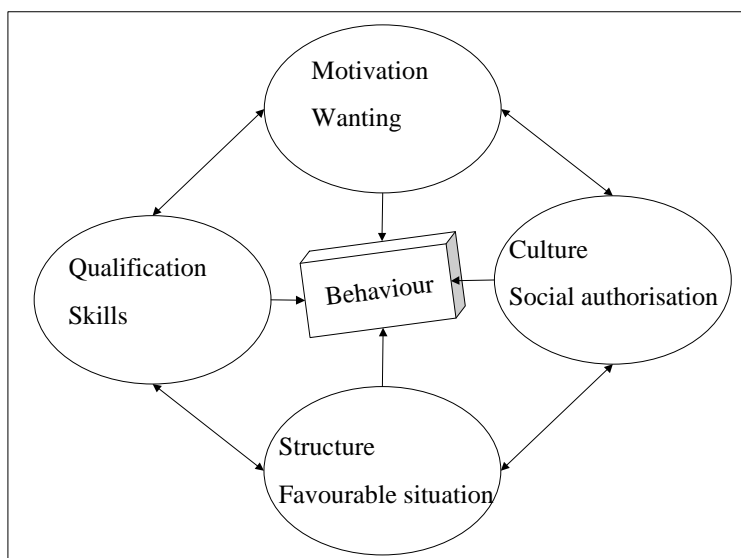 Motivation
Wanting
Qualification
Skills
Behaviour
Culture
Social authorisation
Structure
Favourable situation